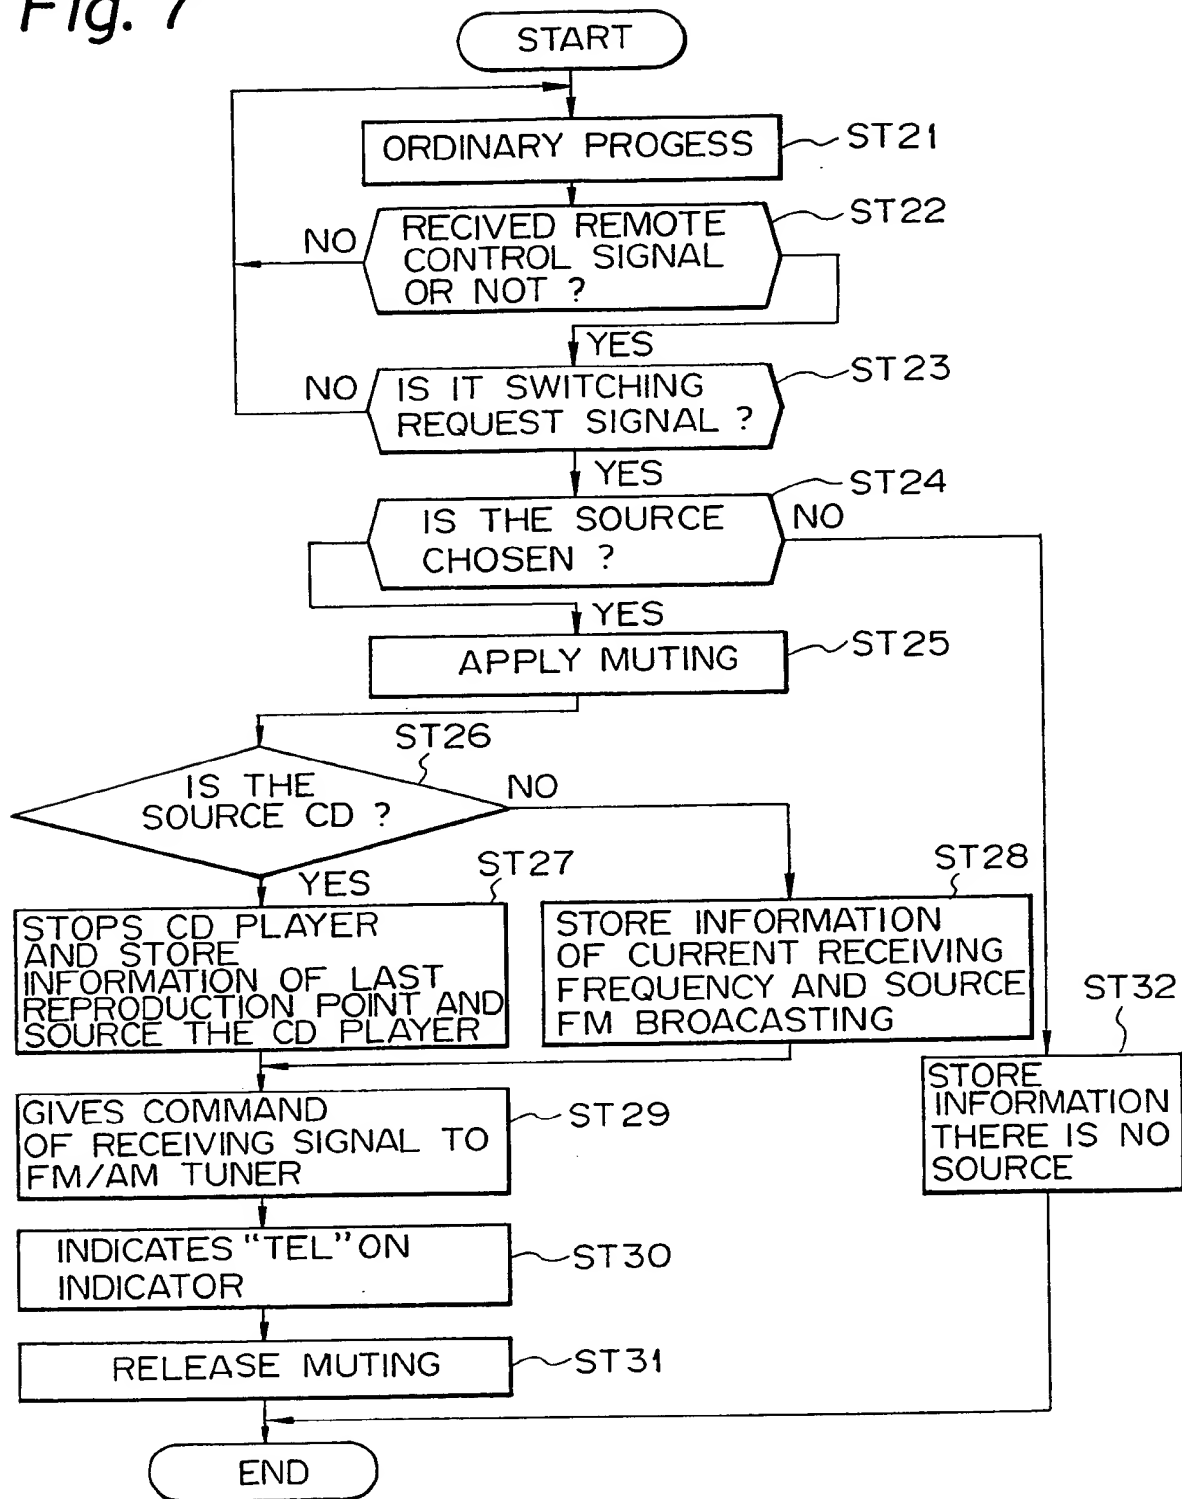 Fig. 7
START
ORDINARY PROGESS
ST21
RECIVED REMOTE
CONTROL SIGNAL
OR NOT ?
ST22
NO
YES
IS IT SWITCHING
REQUEST SIGNAL ?
ST23
NO
YES
IS THE SOURCE
CHOSEN ?
ST24
NO
YES
APPLY MUTING
ST25
ST26
IS THE
SOURCE CD ?
NO
YES
ST27
STOPS CD PLAYER
AND STORE
INFORMATION OF LAST
REPRODUCTION POINT AND
SOURCE THE CD PLAYER
ST28
STORE INFORMATION
OF CURRENT RECEIVING
FREQUENCY AND SOURCE
FM BROACASTING
ST32
STORE
INFORMATION
THERE IS NO
SOURCE
GIVES COMMAND
OF RECEIVING SIGNAL TO
FM/AM TUNER
ST29
INDICATES "TEL" ON
INDICATOR
ST30
RELEASE MUTING
ST31
END